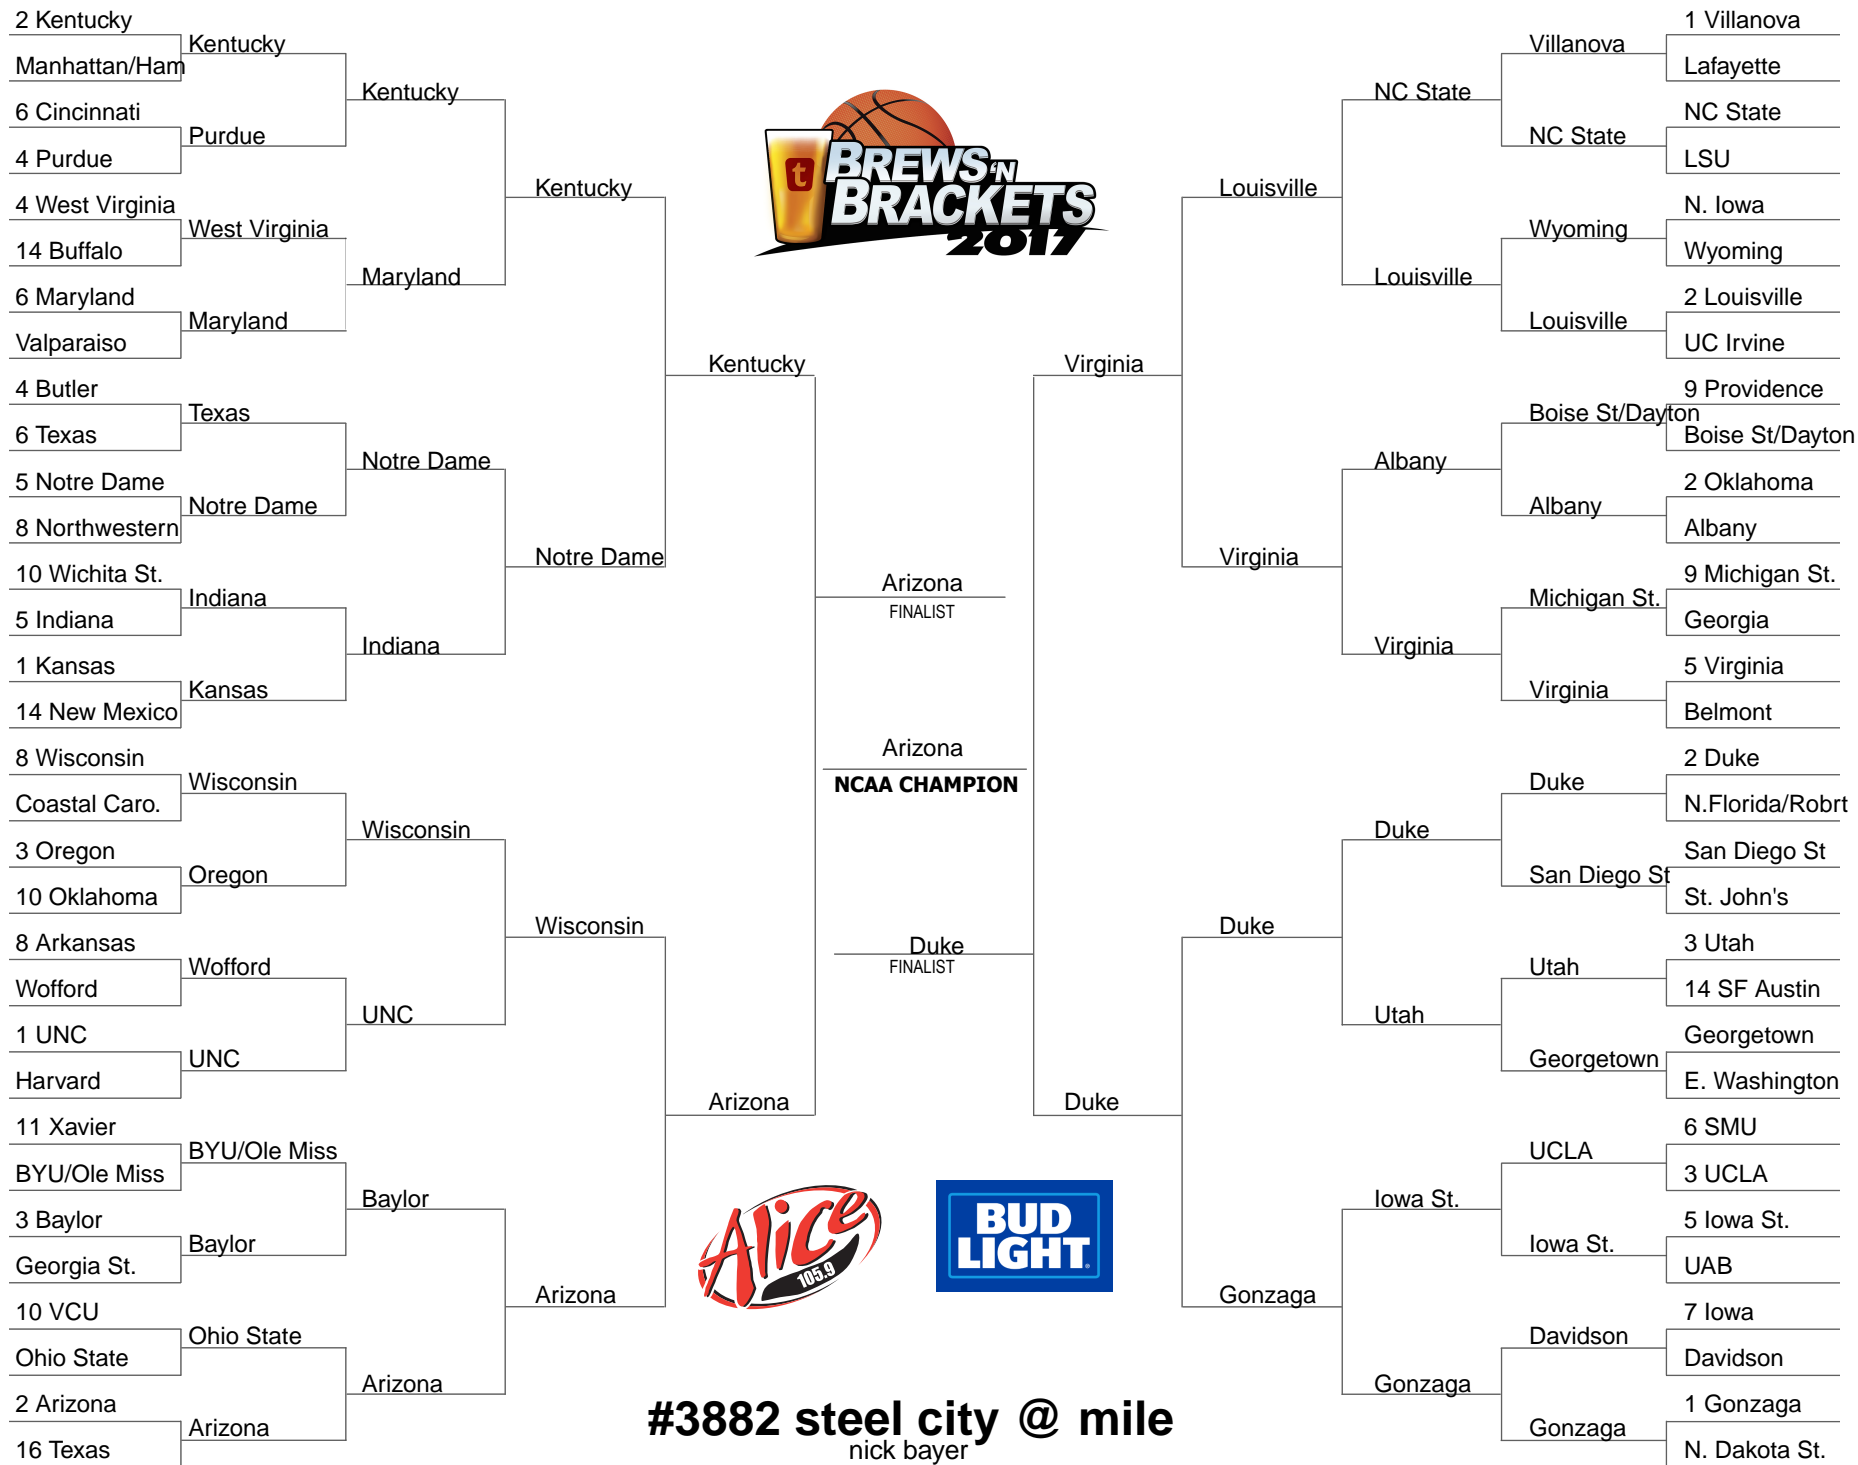 2 Kentucky
Manhattan/Ham
6 Cincinnati
4 Purdue
4 West Virginia
14 Buffalo
6 Maryland
Valparaiso
4 Butler
6 Texas
5 Notre Dame
8 Northwestern
10 Wichita St.
5 Indiana
1 Kansas
14 New Mexico
8 Wisconsin
Coastal Caro.
3 Oregon
10 Oklahoma
8 Arkansas
Wofford
1 UNC
Harvard
11 Xavier
BYU/Ole Miss
3 Baylor
Georgia St.
10 VCU
Ohio State
2 Arizona
16 Texas
Kentucky
Purdue
West Virginia
Maryland
Texas
Notre Dame
Indiana
Kansas
Wisconsin
Oregon
Wofford
UNC
BYU/Ole Miss
Baylor
Ohio State
Arizona
Kentucky
Maryland
Notre Dame
Indiana
Wisconsin
UNC
Baylor
Arizona
Kentucky
Notre Dame
Wisconsin
Arizona
Kentucky
Arizona
t
BREWS 'N
BRACKETS
2017
Arizona
FINALIST
Arizona
NCAA CHAMPION
Duke
FINALIST
Alice
105.9
BUD
LIGHT
#3882 steel city @ mile
nick bayer
Virginia
Duke
Louisville
Virginia
Duke
Gonzaga
NC State
Louisville
Albany
Virginia
Duke
Utah
Iowa St.
Gonzaga
Villanova
NC State
Wyoming
Louisville
Boise St/Dayton
Albany
Michigan St.
Virginia
Duke
San Diego St
Utah
Georgetown
UCLA
Iowa St.
Davidson
Gonzaga
1 Villanova
Lafayette
NC State
LSU
N. Iowa
Wyoming
2 Louisville
UC Irvine
9 Providence
Boise St/Dayton
2 Oklahoma
Albany
9 Michigan St.
Georgia
5 Virginia
Belmont
2 Duke
N.Florida/Robrt
San Diego St
St. John's
3 Utah
14 SF Austin
Georgetown
E. Washington
6 SMU
3 UCLA
5 Iowa St.
UAB
7 Iowa
Davidson
1 Gonzaga
N. Dakota St.